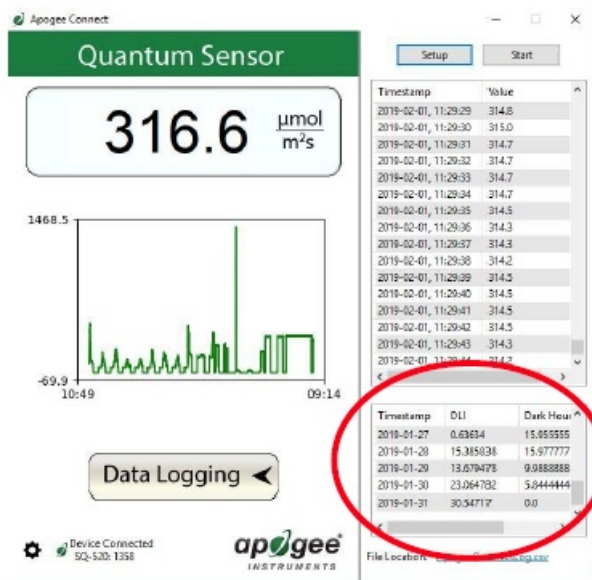 Apogee Connect
Quantum Sensor
316.6 µmol
m²s
1468.5
-69.9
10:49 09:14
Data Logging
Device Connected
SQ-520: 1358
apogee
INSTRUMENTS
Setup Start
Timestamp Value
2019-02-01, 11:29:29 314.8
2019-02-01, 11:29:30 315.0
2019-02-01, 11:29:31 314.7
2019-02-01, 11:29:32 314.7
2019-02-01, 11:29:33 314.7
2019-02-01, 11:29:34 314.7
2019-02-01, 11:29:35 314.5
2019-02-01, 11:29:36 314.3
2019-02-01, 11:29:37 314.3
2019-02-01, 11:29:38 314.2
2019-02-01, 11:29:39 314.5
2019-02-01, 11:29:40 314.5
2019-02-01, 11:29:41 314.5
2019-02-01, 11:29:42 314.5
2019-02-01, 11:29:43 314.3
Timestamp DLI Dark Hou
2019-01-27 0.63634 15.955555
2019-01-28 15.385838 15.977777
2019-01-29 13.679478 9.9888888
2019-01-30 23.064782 5.8444444
2019-01-31 30.54717 0.0
File Location: